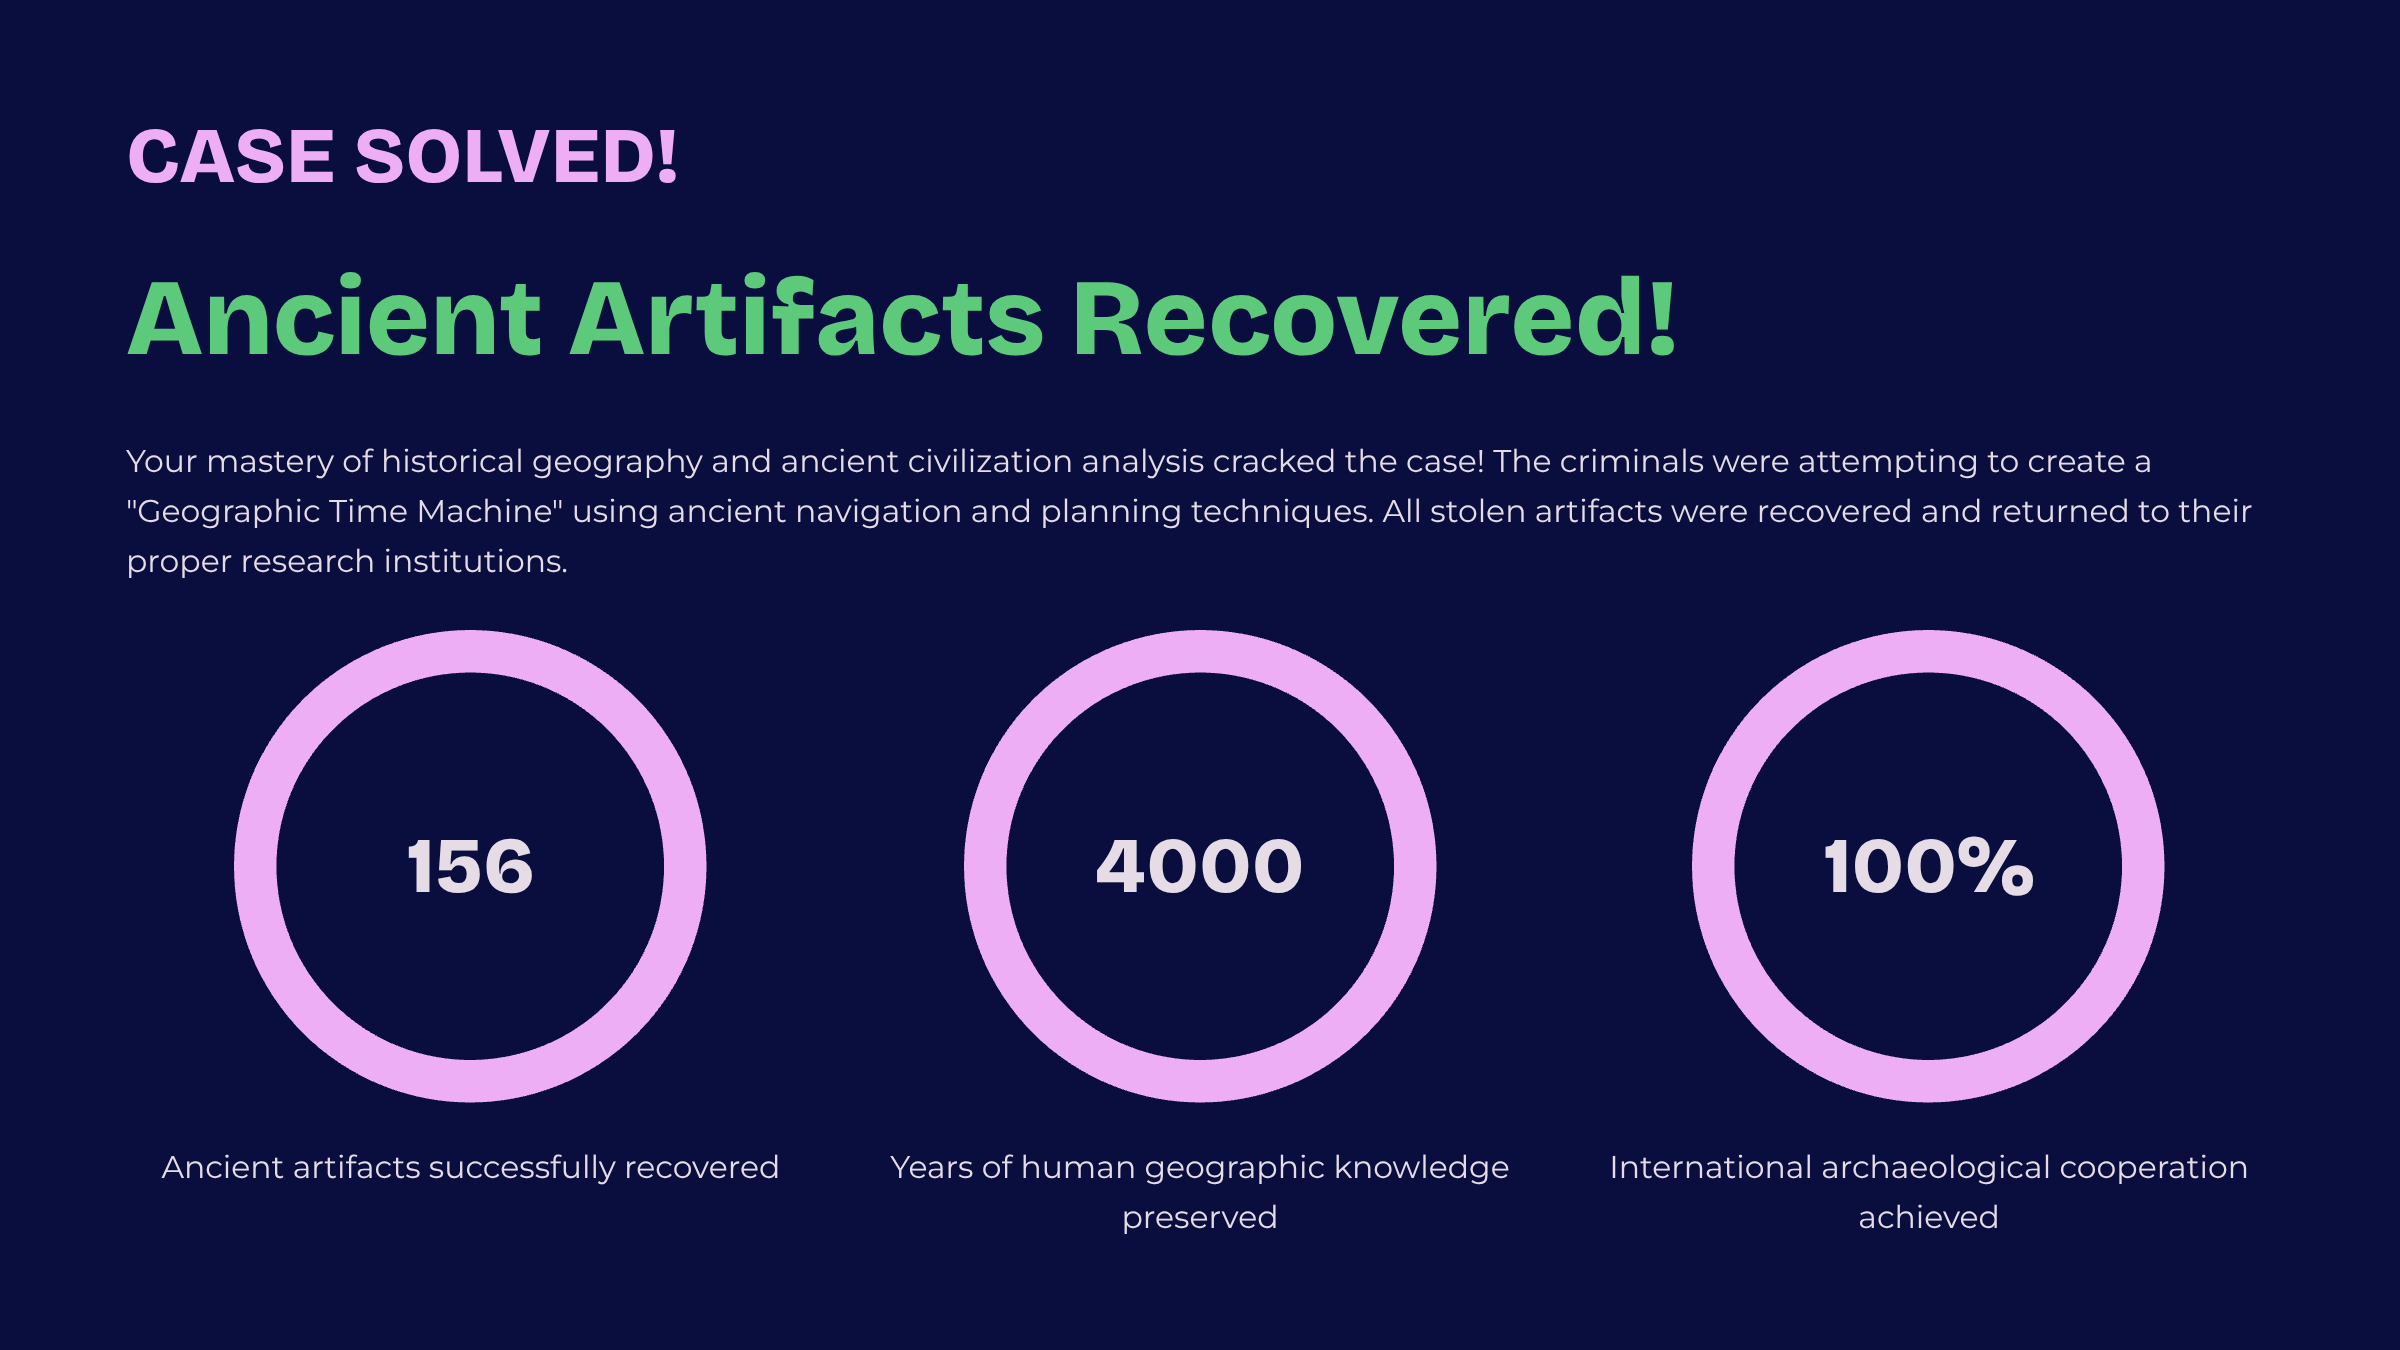 CASE SOLVED!
Ancient Artifacts Recovered!
Your mastery of historical geography and ancient civilization analysis cracked the case! The criminals were attempting to create a
"Geographic Time Machine" using ancient navigation and planning techniques. All stolen artifacts were recovered and returned to their
proper research institutions.
156
Ancient artifacts successfully recovered
4000
Years of human geographic knowledge
preserved
100%
International archaeological cooperation
achieved